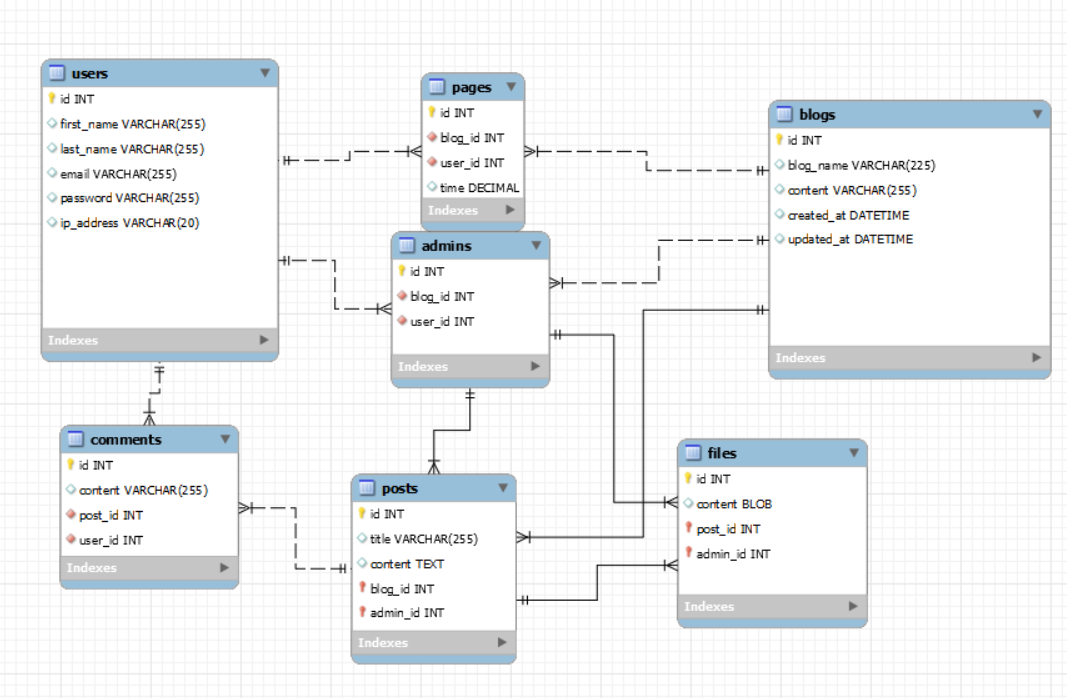 users
id INT
first_name VARCHAR(255)
last_name VARCHAR(255)
email VARCHAR(255)
password VARCHAR(255)
ip_address VARCHAR(20)
Indexes
pages
id INT
blog_id INT
user_id INT
time DECIMAL
Indexes
blogs
id INT
blog_name VARCHAR(225)
content VARCHAR(255)
created_at DATETIME
updated_at DATETIME
Indexes
admins
id INT
blog_id INT
user_id INT
Indexes
comments
id INT
content VARCHAR(255)
post_id INT
user_id INT
Indexes
posts
id INT
title VARCHAR(255)
content TEXT
blog_id INT
admin_id INT
Indexes
files
id INT
content BLOB
post_id INT
admin_id INT
Indexes